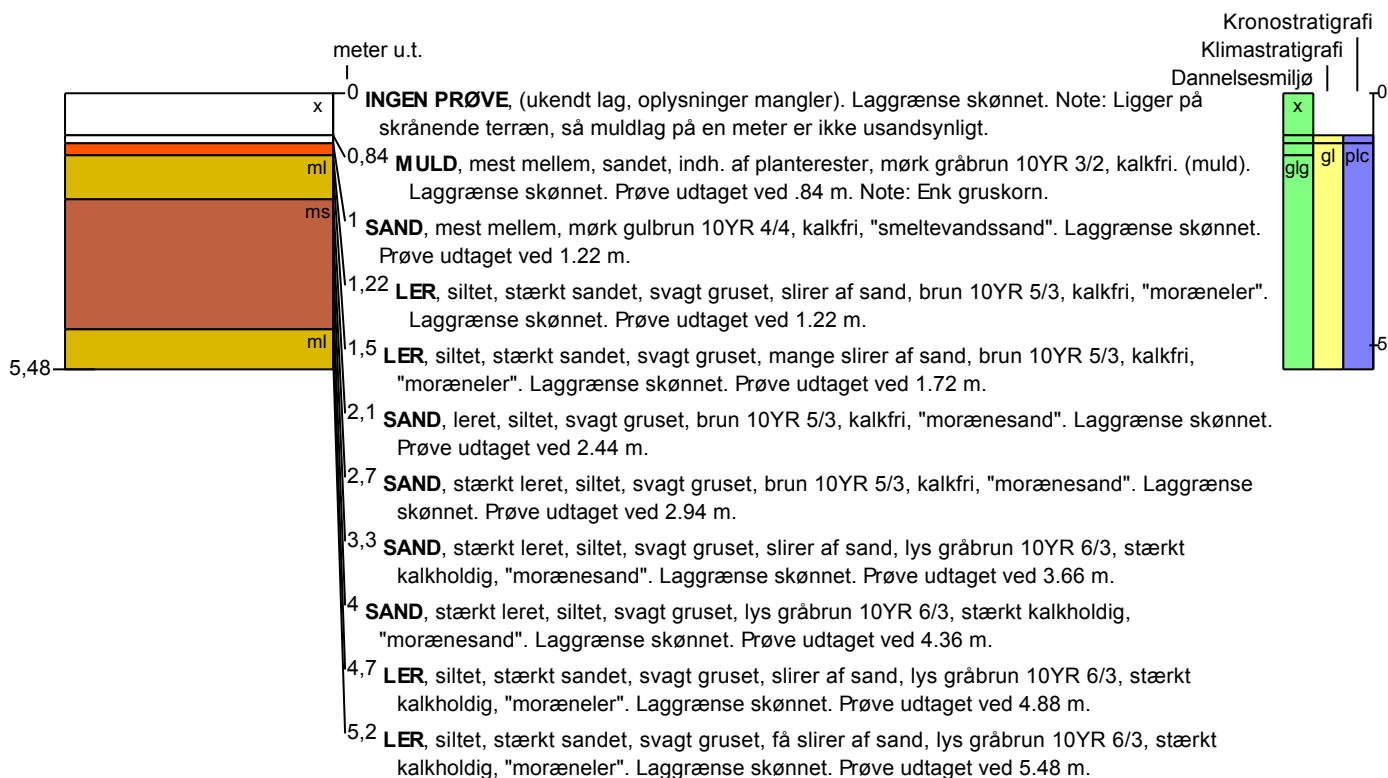 Kronostratigrafi
meter u.t.
Klimastratigrafi
Dannelsesmiljø
0 INGEN PRØVE, (ukendt lag, oplysninger mangler). Laggrænse skønnet. Note: Ligger på
skrånende terræn, så muldlag på en meter er ikke usandsynligt.
0,84 MULD, mest mellem, sandet, indh. af planterester, mørk gråbrun 10YR 3/2, kalkfri. (muld).
Laggrænse skønnet. Prøve udtaget ved .84 m. Note: Enk gruskorn.
1 SAND, mest mellem, mørk gulbrun 10YR 4/4, kalkfri, "smeltevandssand". Laggrænse skønnet.
Prøve udtaget ved 1.22 m.
1,22 LER, siltet, stærkt sandet, svagt gruset, slirer af sand, brun 10YR 5/3, kalkfri, "moræneler".
Laggrænse skønnet. Prøve udtaget ved 1.22 m.
1,5 LER, siltet, stærkt sandet, svagt gruset, mange slirer af sand, brun 10YR 5/3, kalkfri,
"moræneler". Laggrænse skønnet. Prøve udtaget ved 1.72 m.
2,1 SAND, leret, siltet, svagt gruset, brun 10YR 5/3, kalkfri, "morænesand". Laggrænse skønnet.
Prøve udtaget ved 2.44 m.
2,7 SAND, stærkt leret, siltet, svagt gruset, brun 10YR 5/3, kalkfri, "morænesand". Laggrænse
skønnet. Prøve udtaget ved 2.94 m.
3,3 SAND, stærkt leret, siltet, svagt gruset, slirer af sand, lys gråbrun 10YR 6/3, stærkt
kalkholdig, "morænesand". Laggrænse skønnet. Prøve udtaget ved 3.66 m.
4 SAND, stærkt leret, siltet, svagt gruset, lys gråbrun 10YR 6/3, stærkt kalkholdig,
"morænesand". Laggrænse skønnet. Prøve udtaget ved 4.36 m.
4,7 LER, siltet, stærkt sandet, svagt gruset, slirer af sand, lys gråbrun 10YR 6/3, stærkt
kalkholdig, "moræneler". Laggrænse skønnet. Prøve udtaget ved 4.88 m.
5,2 LER, siltet, stærkt sandet, svagt gruset, få slirer af sand, lys gråbrun 10YR 6/3, stærkt
kalkholdig, "moræneler". Laggrænse skønnet. Prøve udtaget ved 5.48 m.
x
ml
ms
ml
5,48
x
glg
gl
plc
0
5